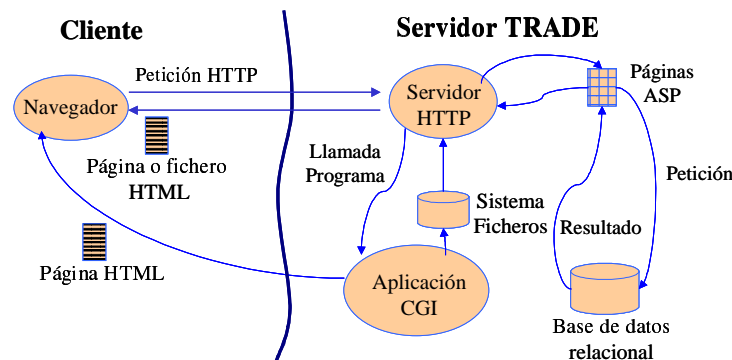 Cliente
Servidor TRADE
Petición HTTP
Navegador
Servidor
HTTP
Páginas
ASP
Página o fichero
HTML
Llamada
Programa
Petición
Sistema
Ficheros
Resultado
Página HTML
Aplicación
CGI
Base de datos
relacional